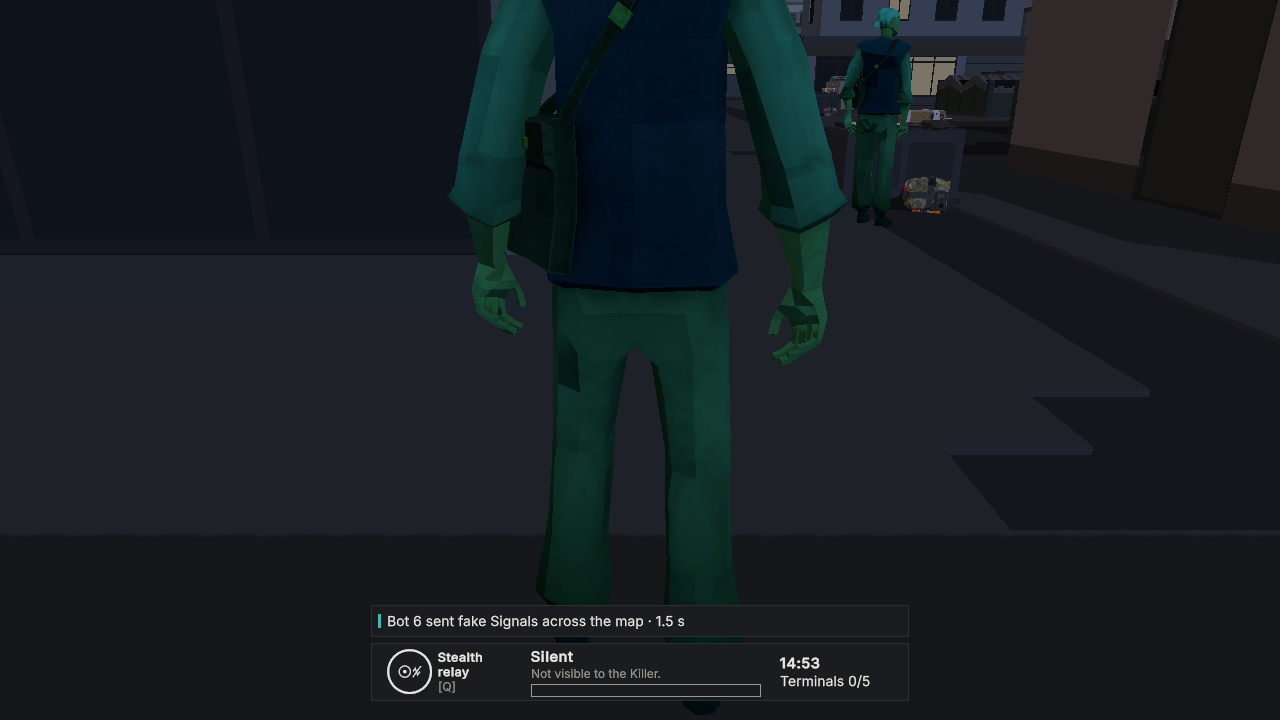 Bot 6 sent fake Signals across the map · 1.5 s
Stealth
relay
[Q]
Silent
Not visible to the Killer.
14:53
Terminals 0/5